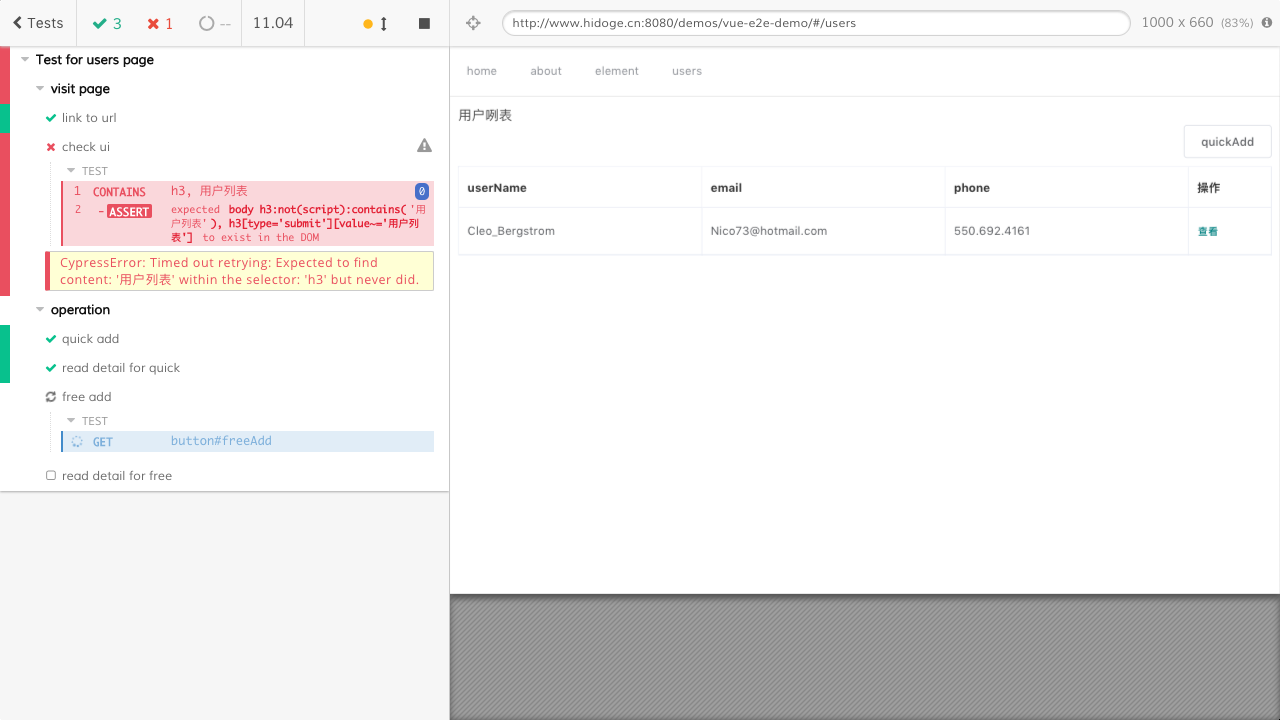 Tests
3
1
--
11.04
http://www.hidoge.cn:8080/demos/vue-e2e-demo/#/users
1000 x 660 (83%)
Test for users page
visit page
link to url
check ui
TEST
1 CONTAINS h3, 用户列表 0
2 -ASSERT expected body h3:not(script):contains('用
户列表'), h3[type='submit'][value~='用户列
表'] to exist in the DOM
CypressError: Timed out retrying: Expected to find
content: '用户列表' within the selector: 'h3' but never did.
operation
quick add
read detail for quick
free add
TEST
GET button#freeAdd
read detail for free
home about element users
用户咧表
quickAdd
userName email phone 操作
Cleo_Bergstrom Nico73@hotmail.com 550.692.4161 查看